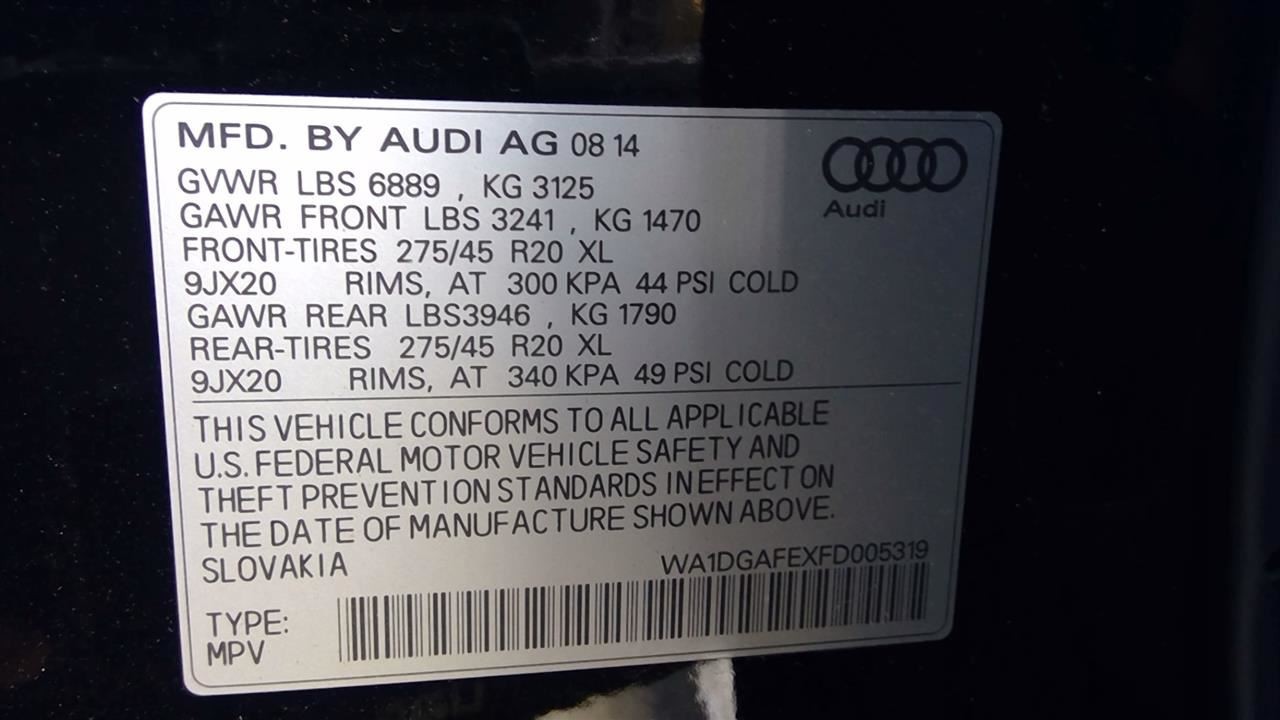 MFD. BY AUDI AG 08 14
Audi
GVWR LBS 6889 , KG 3125
GAWR FRONT LBS 3241 , KG 1470
FRONT-TIRES 275/45 R20 XL
9JX20 RIMS, AT 300 KPA 44 PSI COLD
GAWR REAR LBS3946 , KG 1790
REAR-TIRES 275/45 R20 XL
9JX20 RIMS, AT 340 KPA 49 PSI COLD
THIS VEHICLE CONFORMS TO ALL APPLICABLE
U.S. FEDERAL MOTOR VEHICLE SAFETY AND
THEFT PREVENTION STANDARDS IN EFFECT ON
THE DATE OF MANUFACTURE SHOWN ABOVE.
SLOVAKIA
WA1DGAFEXFD005319
TYPE:
MPV